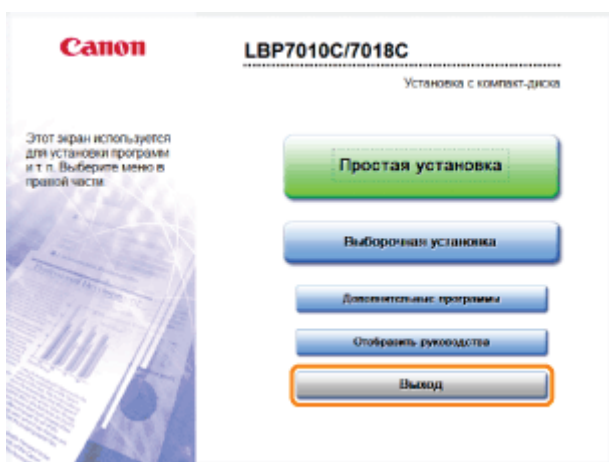 Canon
LBP7010C/7018C
Установка с компакт-диска
Этот экран используется
для установки программ
и т п. Выберите меню в
правой части.
Простая установка
Выборочная установка
Дополнительные программы
Отобразить руководства
Выход